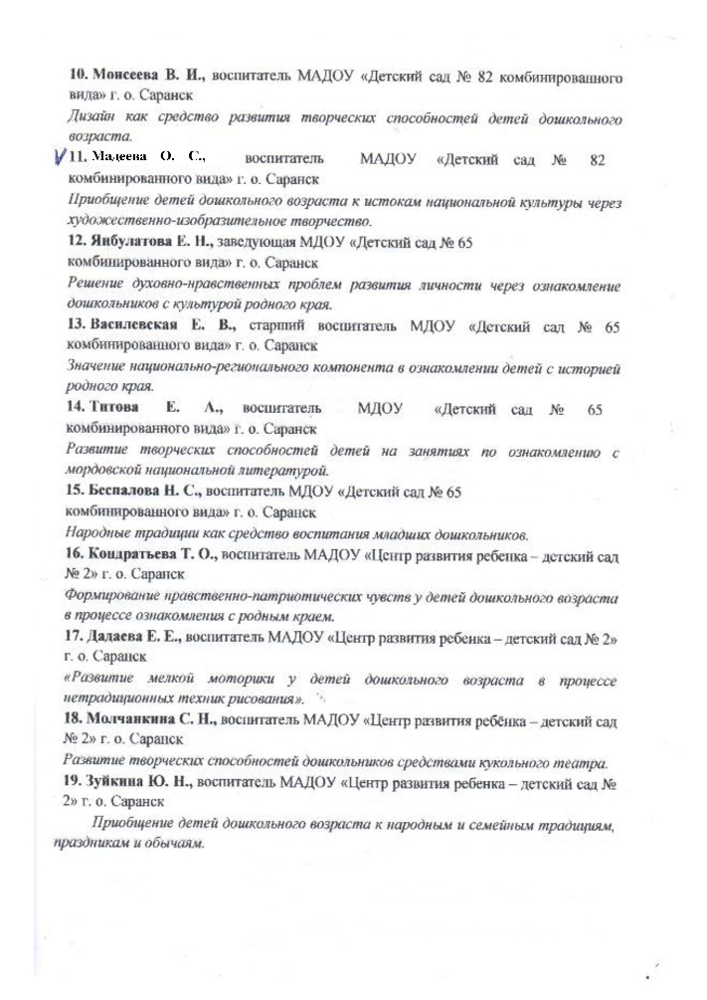 10. Моисеева В. И., воспитатель МАДОУ «Детский сад № 82 комбинированного
вида» г. о. Саранск
Дизайн как средство развития творческих способностей детей дошкольного
возраста.
11. Мадеева О. С., воспитатель МАДОУ «Детский сад № 82
комбинированного вида» г. о. Саранск
Приобщение детей дошкольного возраста к истокам национальной культуры через
художественно-изобразительное творчество.
12. Янбулатова Е. Н., заведующая МДОУ «Детский сад № 65
комбинированного вида» г. о. Саранск
Решение духовно-нравственных проблем развития личности через ознакомление
дошкольников с культурой родного края.
13. Василевская Е. В., старший воспитатель МДОУ «Детский сад № 65
комбинированного вида» г. о. Саранск
Значение национально-регионального компонента в ознакомлении детей с историей
родного края.
14. Титова Е. А., воспитатель МДОУ «Детский сад № 65
комбинированного вида» г. о. Саранск
Развитие творческих способностей детей на занятиях по ознакомлению с
мордовской национальной литературой.
15. Беспалова Н. С., воспитатель МДОУ «Детский сад № 65
комбинированного вида» г. о. Саранск
Народные традиции как средство воспитания младших дошкольников.
16. Кондратьева Т. О., воспитатель МАДОУ «Центр развития ребенка – детский сад
№ 2» г. о. Саранск
Формирование нравственно-патриотических чувств у детей дошкольного возраста
в процессе ознакомления с родным краем.
17. Дадаева Е. Е., воспитатель МАДОУ «Центр развития ребенка – детский сад № 2»
г. о. Саранск
«Развитие мелкой моторики у детей дошкольного возраста в процессе
нетрадиционных техник рисования».
18. Молчанкина С. Н., воспитатель МАДОУ «Центр развития ребёнка – детский сад
№ 2» г. о. Саранск
Развитие творческих способностей дошкольников средствами кукольного театра.
19. Зуйкина Ю. Н., воспитатель МАДОУ «Центр развития ребенка – детский сад №
2» г. о. Саранск
Приобщение детей дошкольного возраста к народным и семейным традициям,
праздникам и обычаям.